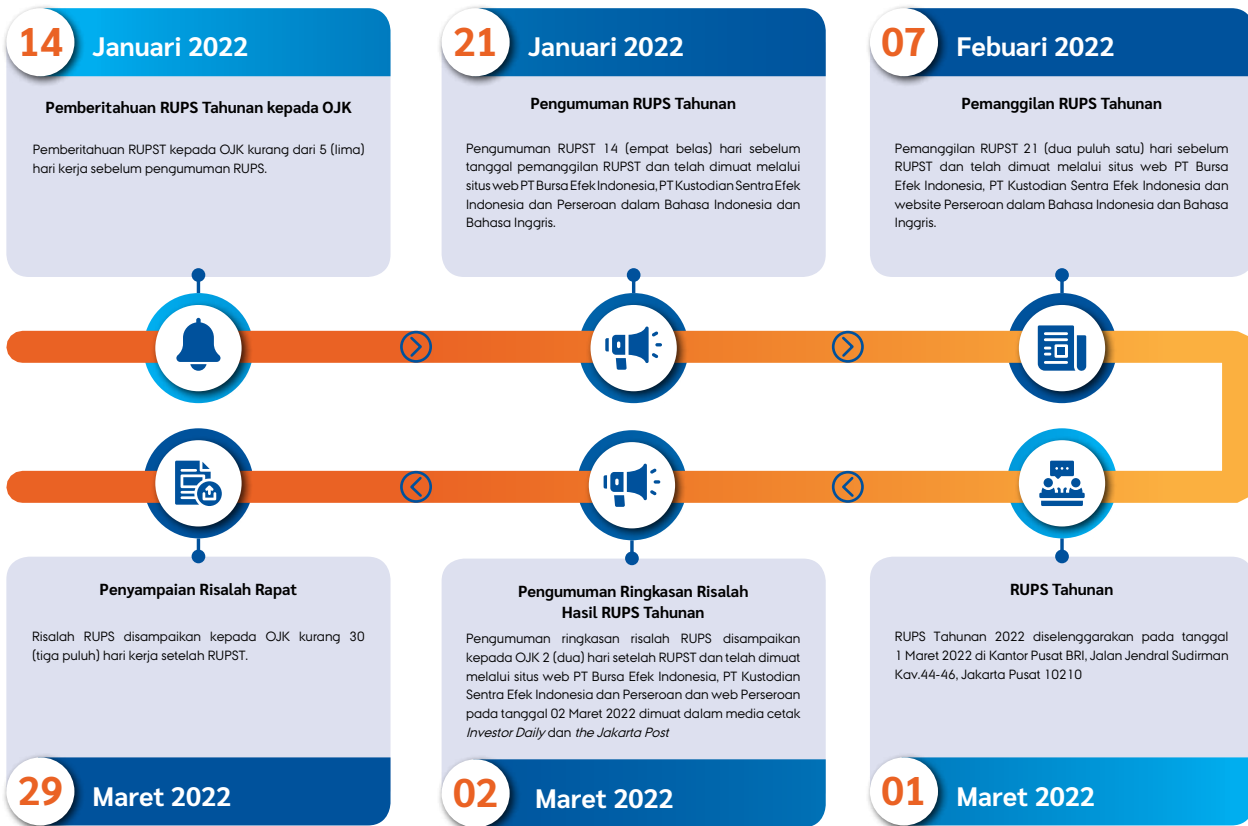 14 Januari 2022
Pemberitahuan RUPS Tahunan kepada OJK
Pemberitahuan RUPST kepada OJK kurang dari 5 (lima)
hari kerja sebelum pengumuman RUPS.
21 Januari 2022
Pengumuman RUPS Tahunan
Pengumuman RUPST 14 (empat belas) hari sebelum
tanggal pemanggilan RUPST dan telah dimuat melalui
situs web PT Bursa Efek Indonesia, PT Kustodian Sentra Efek
Indonesia dan Perseroan dalam Bahasa Indonesia dan
Bahasa Inggris.
07 Febuari 2022
Pemanggilan RUPS Tahunan
Pemanggilan RUPST 21 (dua puluh satu) hari sebelum
RUPST dan telah dimuat melalui situs web PT Bursa
Efek Indonesia, PT Kustodian Sentra Efek Indonesia dan
website Perseroan dalam Bahasa Indonesia dan Bahasa
Inggris.
RUPS Tahunan
RUPS Tahunan 2022 diselenggarakan pada tanggal
1 Maret 2022 di Kantor Pusat BRI, Jalan Jendral Sudirman
Kav.44-46, Jakarta Pusat 10210
01 Maret 2022
Pengumuman Ringkasan Risalah
Hasil RUPS Tahunan
Pengumuman ringkasan risalah RUPS disampaikan
kepada OJK 2 (dua) hari setelah RUPST dan telah dimuat
melalui situs web PT Bursa Efek Indonesia, PT Kustodian
Sentra Efek Indonesia dan Perseroan dan web Perseroan
pada tanggal 02 Maret 2022 dimuat dalam media cetak
Investor Daily dan the Jakarta Post
02 Maret 2022
Penyampaian Risalah Rapat
Risalah RUPS disampaikan kepada OJK kurang 30
(tiga puluh) hari kerja setelah RUPST.
29 Maret 2022